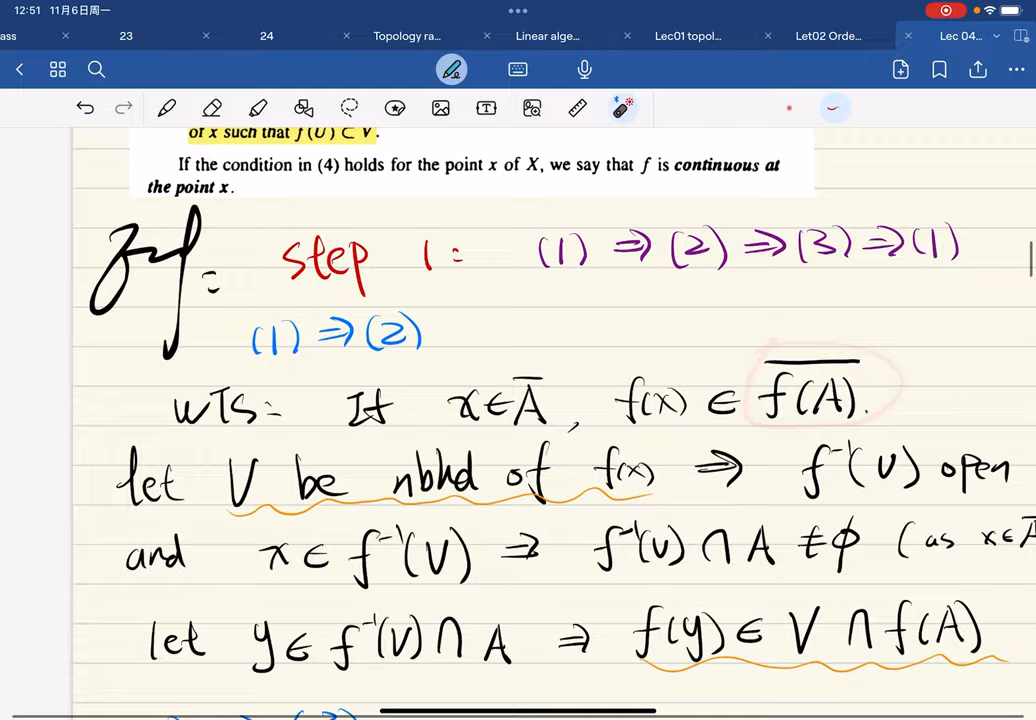 12:51 11月6日周一
ass 23 24 Topology ra... Linear alge... Lec01 topol... Let02 Orde... Lec 04...
of x such that f(U) ⊂ V.
If the condition in (4) holds for the point x of X, we say that f is continuous at
the point x.
step 1: (1) ⇒ (2) ⇒ (3) ⇒ (1)
(1) ⇒ (2)
WTS: If x ∈ A̅, f(x) ∈ \overline{f(A)}.
let V be nbhd of f(x) ⇒ f⁻¹(V) open
and x ∈ f⁻¹(V) ⇒ f⁻¹(V) ∩ A ≠ ϕ (as x ∈ A̅
let y ∈ f⁻¹(V) ∩ A ⇒ f(y) ∈ V ∩ f(A)